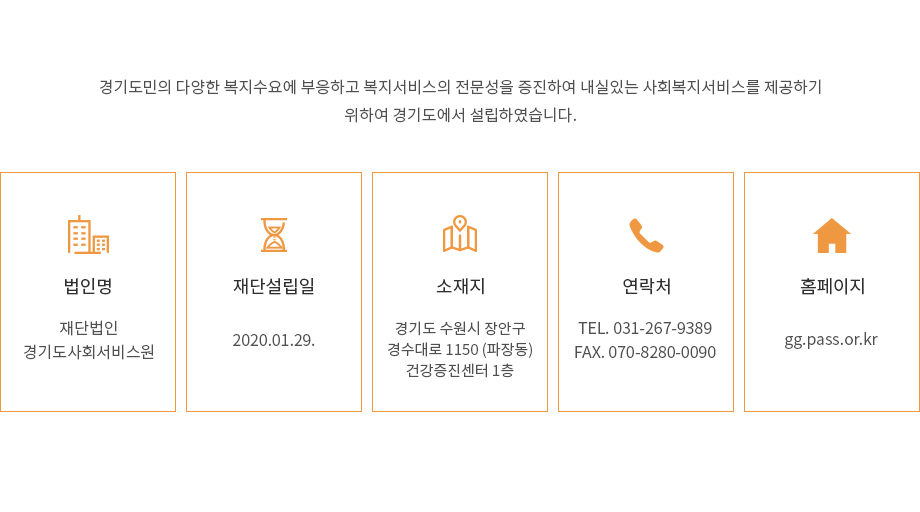 경기도민의 다양한 복지수요에 부응하고 복지서비스의 전문성을 증진하여 내실있는 사회복지서비스를 제공하기
위하여 경기도에서 설립하였습니다.
법인명
재단법인
경기도사회서비스원
재단설립일
2020.01.29.
소재지
경기도 수원시 장안구
경수대로 1150 (파장동)
건강증진센터 1층
연락처
TEL. 031-267-9389
FAX. 070-8280-0090
홈페이지
gg.pass.or.kr